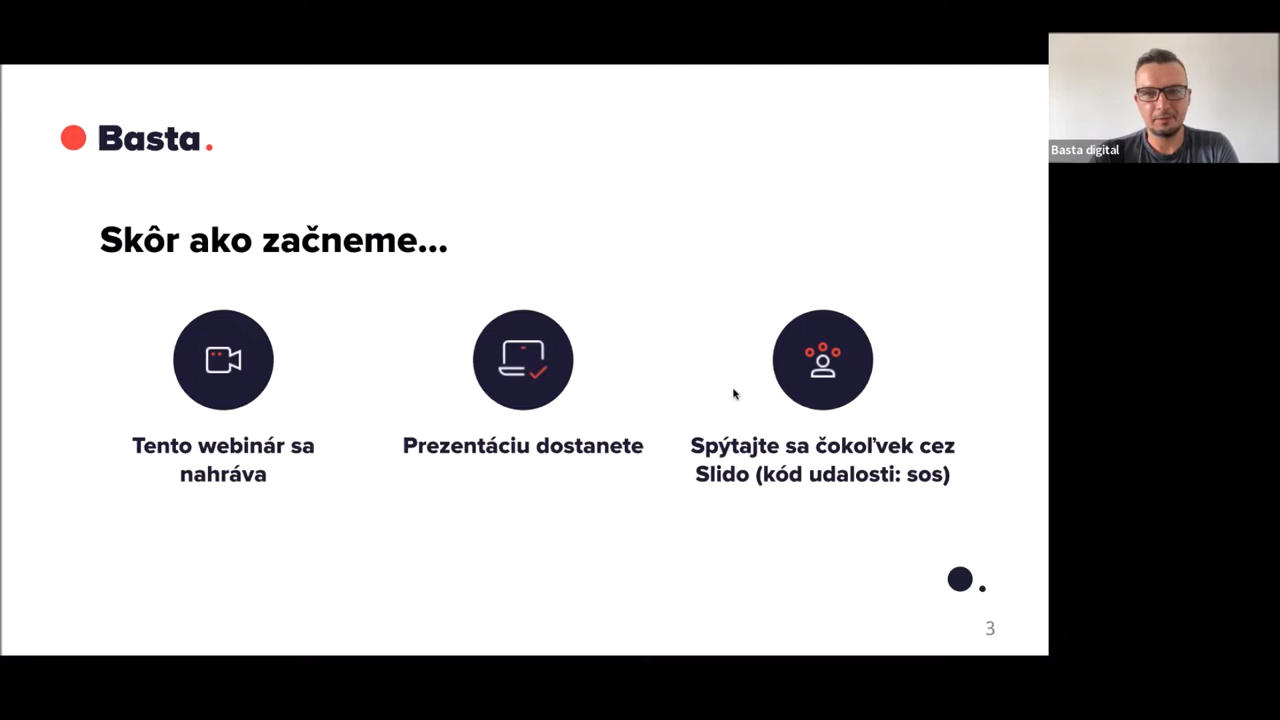 Basta.
Basta digital
Skôr ako začneme...
Tento webinár sa
nahráva
Prezentáciu dostanete
Spýtajte sa čokoľvek cez
Slido (kód udalosti: sos)
3